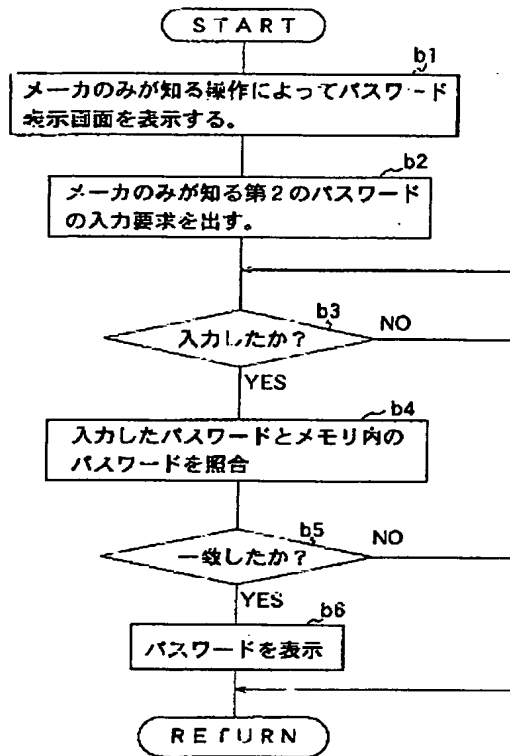 START
b1
メーカのみが知る操作によってパスワード
表示画面を表示する。
b2
メーカのみが知る第2のパスワード
の入力要求を出す。
b3
入力したか?
NO
YES
b4
入力したパスワードとメモリ内の
パスワードを照合
b5
一致したか?
NO
YES
b6
パスワードを表示
RETURN